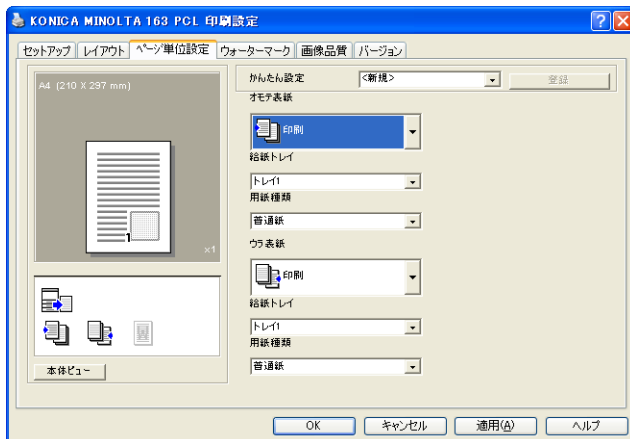 KONICA MINOLTA 163 PCL 印刷設定
セットアップ レイアウト ページ単位設定 ウォーターマーク 画像品質 バージョン
A4 (210 X 297 mm)
1
x1
本体ビュー
かんたん設定 <新規> 登録
オモテ表紙
印刷
給紙トレイ
トレイ1
用紙種類
普通紙
ウラ表紙
印刷
給紙トレイ
トレイ1
用紙種類
普通紙
OK キャンセル 適用(A) ヘルプ